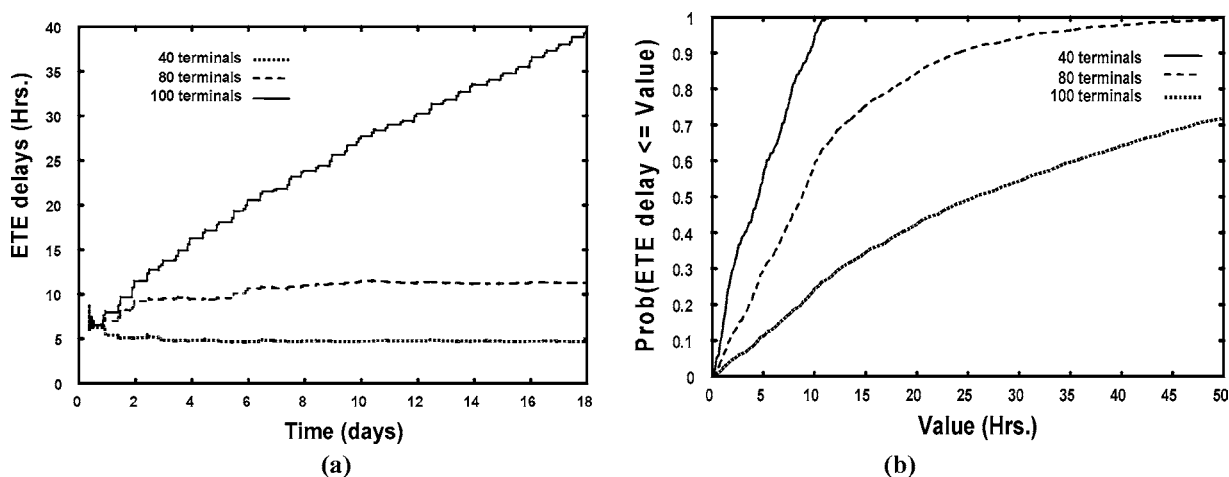 40
35
30
25
20
15
10
5
0
ETE delays (Hrs.)
40 terminals
80 terminals
100 terminals
0 2 4 6 8 10 12 14 16 18
Time (days)
(a)
1
0.9
0.8
0.7
0.6
0.5
0.4
0.3
0.2
0.1
0
Prob(ETE delay <= Value)
40 terminals
80 terminals
100 terminals
0 5 10 15 20 25 30 35 40 45 50
Value (Hrs.)
(b)